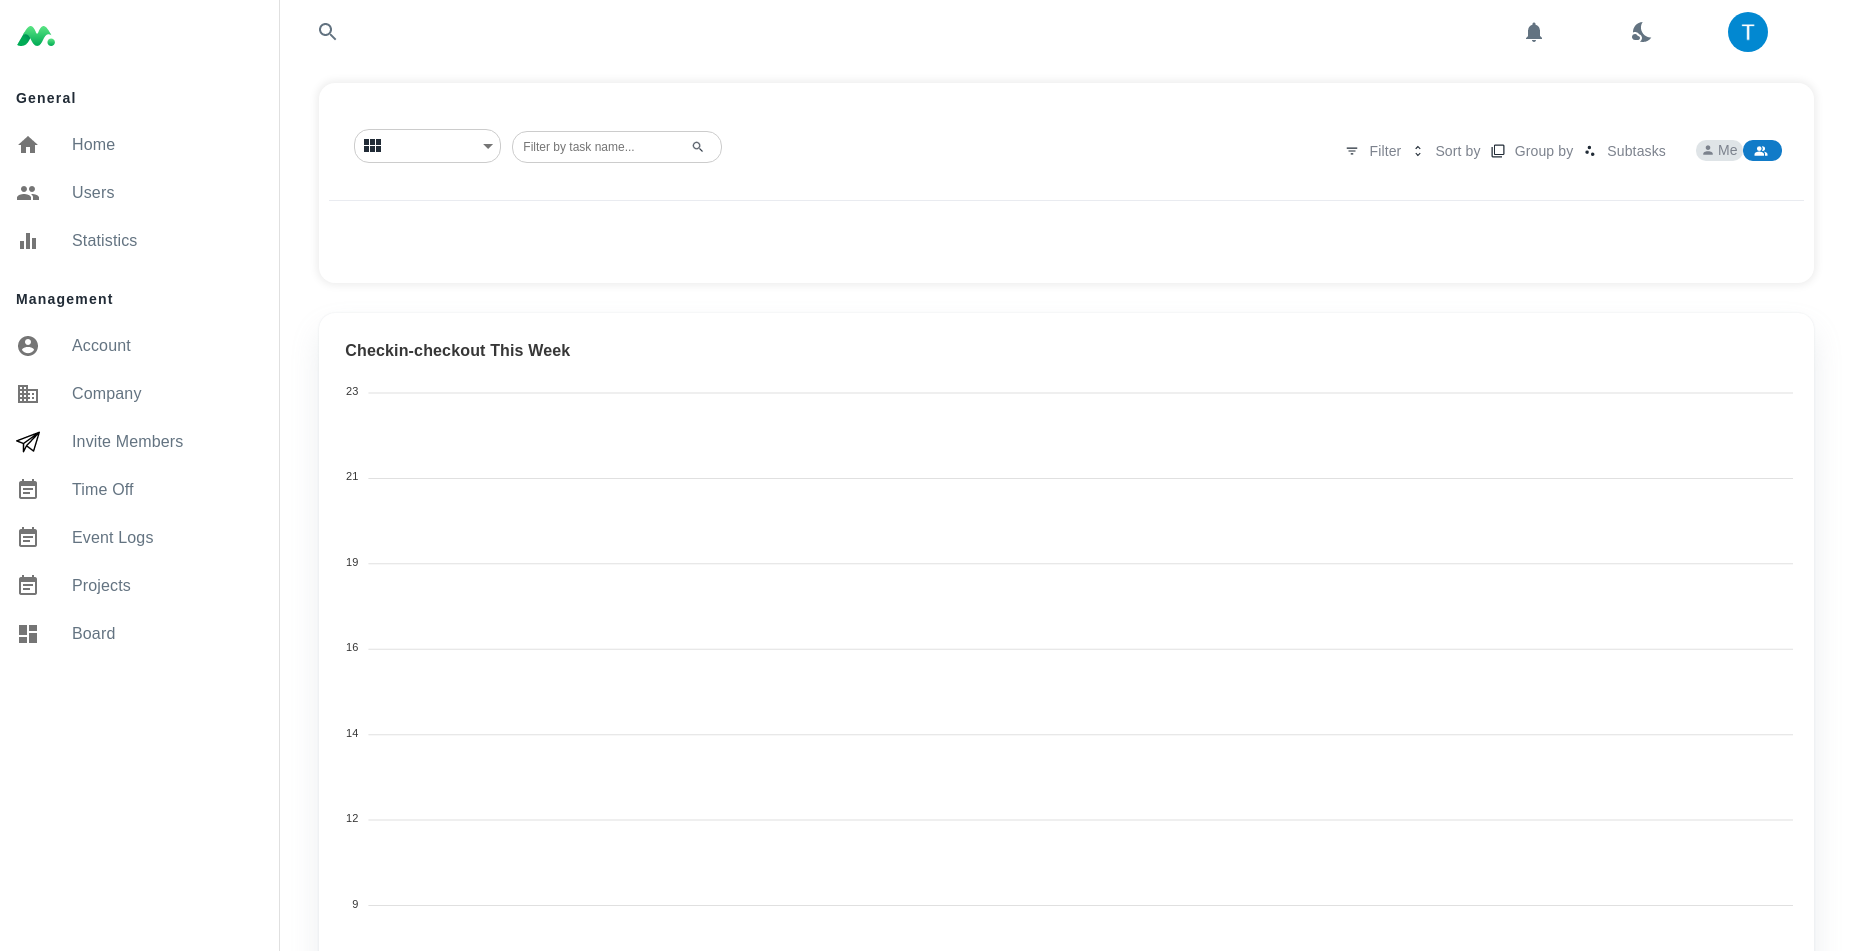 T
General
Home
Users
Statistics
Management
Account
Company
Invite Members
Time Off
Event Logs
Projects
Board
Filter by task name...
Filter Sort by Group by Subtasks Me
Checkin-checkout This Week
23
21
19
16
14
12
9